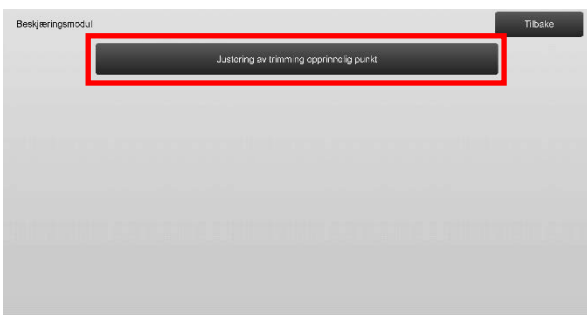 Beskjæringsmodul
Tilbake
Justering av trimming opprinnelig punkt